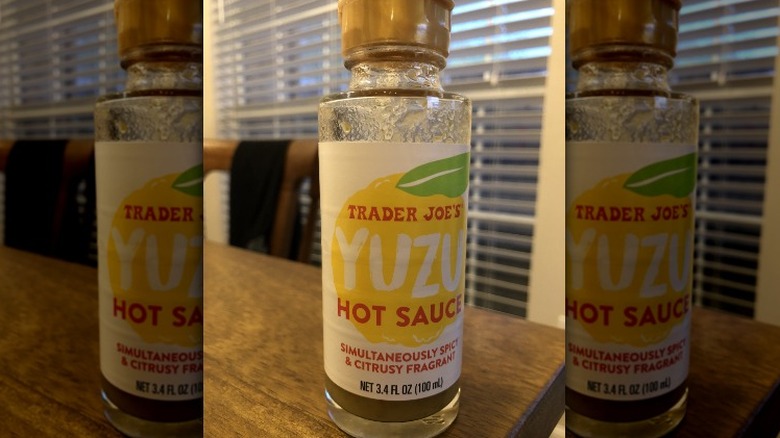 TRADER JOE'S
YUZU
HOT SAUCE
SIMULTANEOUSLY SPICY
& CITRUSY FRAGRANT
NET 3.4 FL OZ (100 mL)